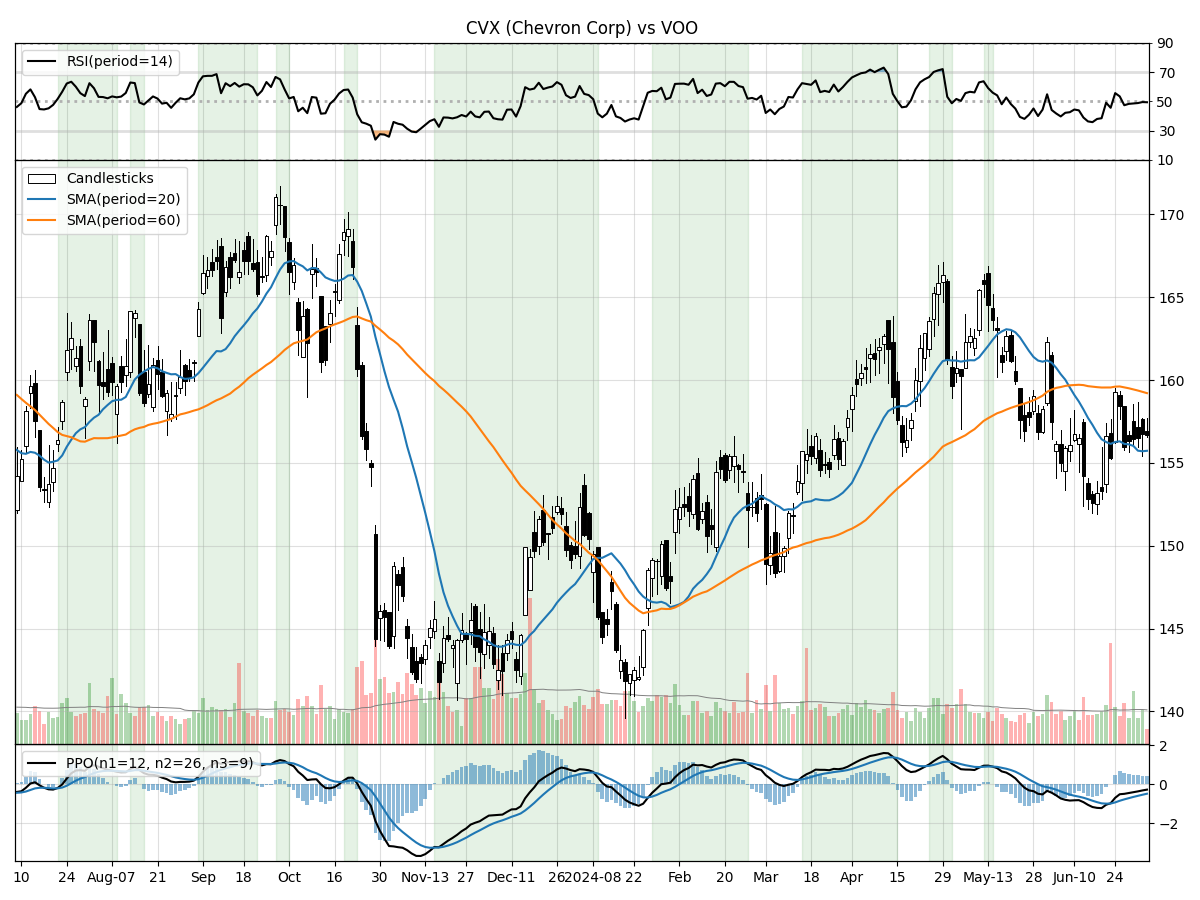 CVX (Chevron Corp) vs VOO
RSI(period=14)
90
70
50
30
10
Candlesticks
SMA(period=20)
SMA(period=60)
170
165
160
155
150
145
140
PPO(n1=12, n2=26, n3=9)
2
0
−2
10 24 Aug-07 21 Sep 18 Oct 16 30 Nov-13 27 Dec-11 26 2024-08 22 Feb 20 Mar 18 Apr 15 29 May-13 28 Jun-10 24